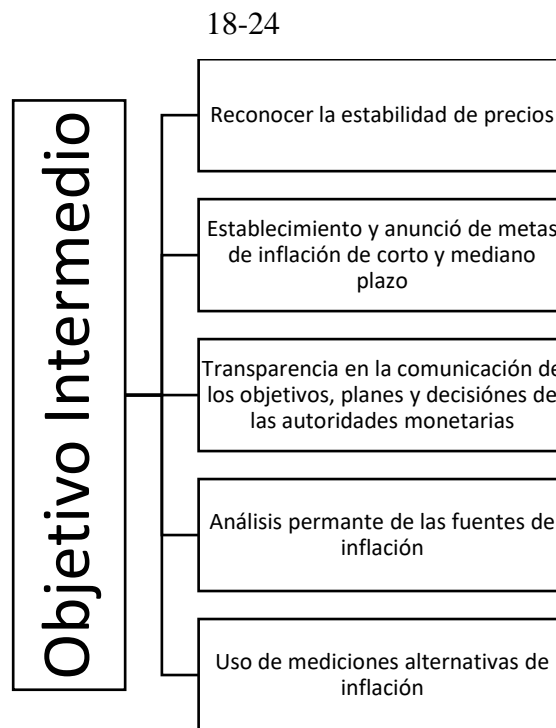 18-24
Objetivo Intermedio
Reconocer la estabilidad de precios
Establecimiento y anunció de metas
de inflación de corto y mediano
plazo
Transparencia en la comunicación de
los objetivos, planes y decisiónes de
las autoridades monetarias
Análisis permante de las fuentes de
inflación
Uso de mediciones alternativas de
inflación